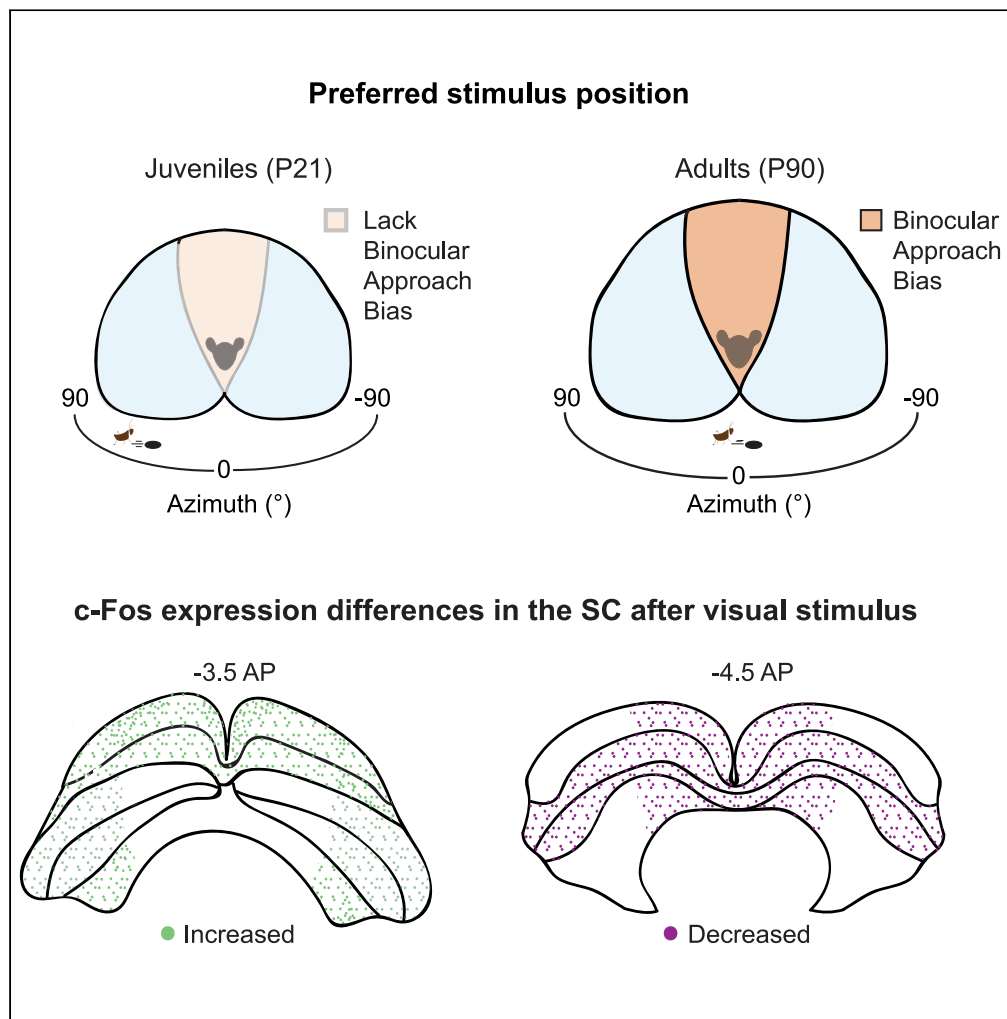 Preferred stimulus position
Juveniles (P21)
Lack
Binocular
Approach
Bias
90
-90
0
Azimuth (°)
Adults (P90)
Binocular
Approach
Bias
90
-90
0
Azimuth (°)
c-Fos expression differences in the SC after visual stimulus
-3.5 AP
Increased
-4.5 AP
Decreased